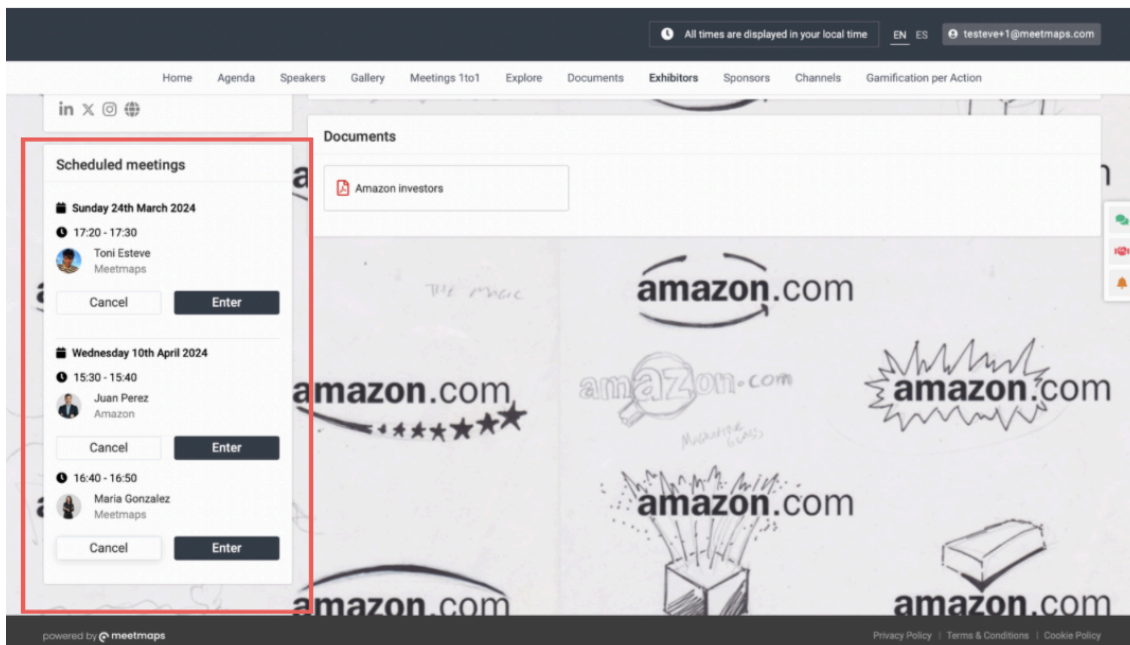 All times are displayed in your local time EN ES testeve+1@meetmaps.com
Home Agenda Speakers Gallery Meetings 1to1 Explore Documents Exhibitors Sponsors Channels Gamification per Action
Documents
Amazon investors
Scheduled meetings
Sunday 24th March 2024
17:20 - 17:30
Toni Esteve
Meetmaps
Cancel Enter
Wednesday 10th April 2024
15:30 - 15:40
Juan Perez
Amazon
Cancel Enter
16:40 - 16:50
Maria Gonzalez
Meetmaps
Cancel Enter
THE MAGIC
amazon.com
amazon.com
amazon.com
amazon.com
MAGNIFYING
GLASS
amazon.com
amazon.com
amazon.com
powered by meetmaps
Privacy Policy | Terms & Conditions | Cookie Policy